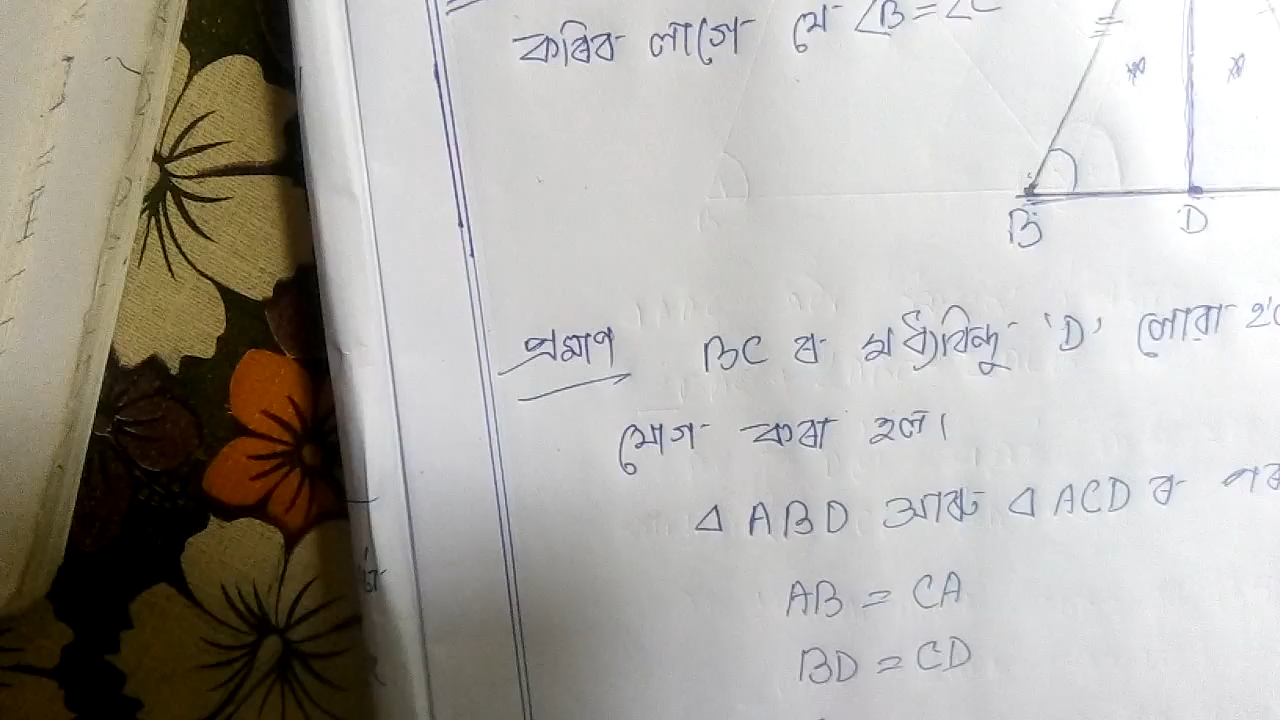 কৰিব লাগে যে ∠B = ∠C
B D
প্ৰমাণ BC ৰ মধ্যবিন্দু 'D' লোৱা
যোগ কৰা হল।
Δ ABD আৰু Δ ACD ৰ
AB = CA
BD = CD